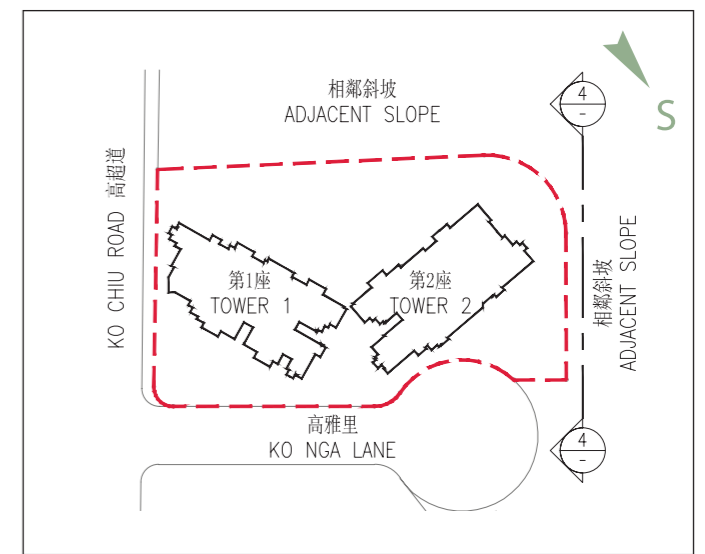 相鄰斜坡
ADJACENT SLOPE
4
-
S
KO CHIU ROAD 高超道
第1座
TOWER 1
第2座
TOWER 2
相鄰斜坡
ADJACENT SLOPE
高雅里
KO NGA LANE
4
-